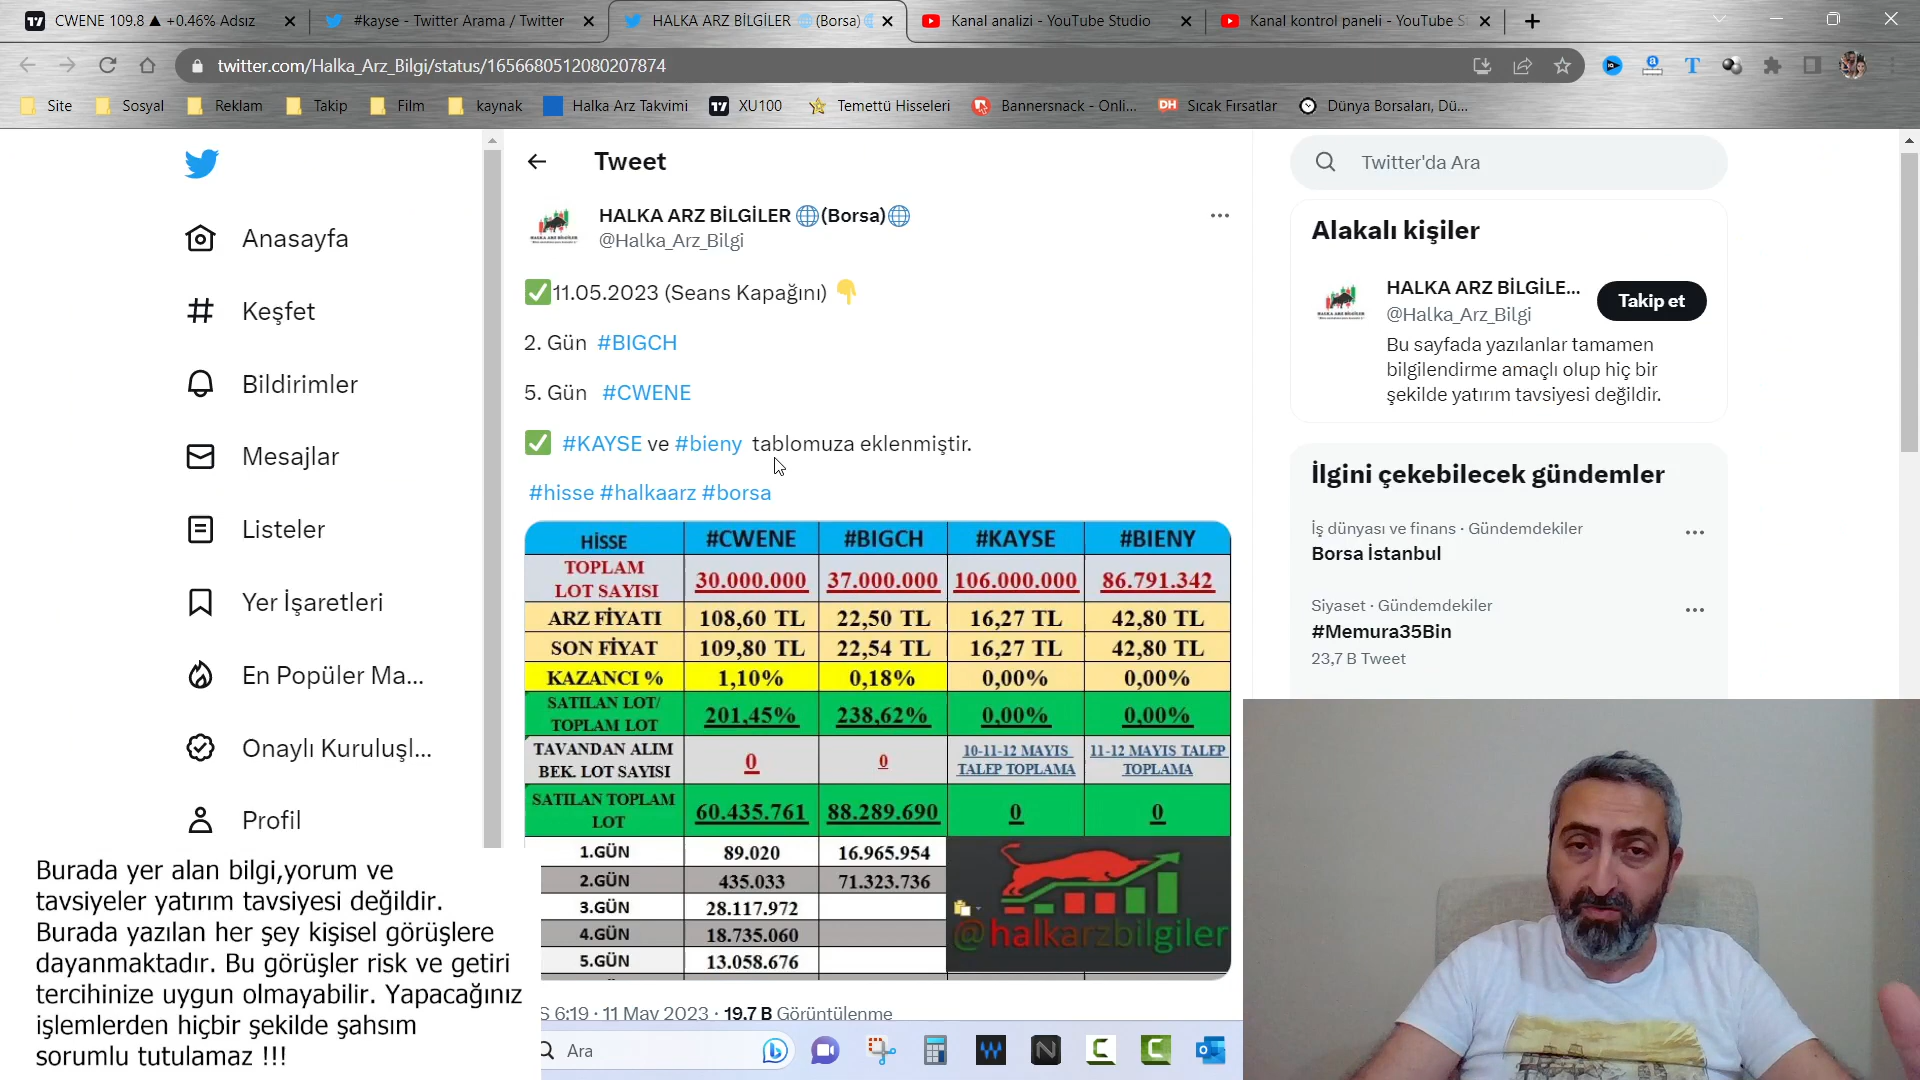 CWENE 109.8 ▲ +0.46% Adsız
#kayse - Twitter Arama / Twitter
HALKA ARZ BİLGİLER 🌐(Borsa)
Kanal analizi - YouTube Studio
Kanal kontrol paneli - YouTube S
twitter.com/Halka_Arz_Bilgi/status/1656680512080207874
Site
Sosyal
Reklam
Takip
Film
kaynak
Halka Arz Takvimi
XU100
Temettü Hisseleri
Bannersnack - Onli...
DH Sıcak Fırsatlar
Dünya Borsaları, Dü...
Anasayfa
Keşfet
Bildirimler
Mesajlar
Listeler
Yer İşaretleri
En Popüler Ma...
Onaylı Kuruluşl...
Profil
Tweet
HALKA ARZ BİLGİLER 🌐(Borsa)🌐
@Halka_Arz_Bilgi
✅11.05.2023 (Seans Kapağını) 👇
2. Gün #BIGCH
5. Gün #CWENE
✅ #KAYSE ve #bieny tablomuza eklenmiştir.
#hisse #halkaarz #borsa
HİSSE #CWENE #BIGCH #KAYSE #BIENY
TOPLAM LOT SAYISI 30.000.000 37.000.000 106.000.000 86.791.342
ARZ FİYATI 108,60 TL 22,50 TL 16,27 TL 42,80 TL
SON FİYAT 109,80 TL 22,54 TL 16,27 TL 42,80 TL
KAZANCI % 1,10% 0,18% 0,00% 0,00%
SATILAN LOT/ TOPLAM LOT 201,45% 238,62% 0,00% 0,00%
TAVANDAN ALIM BEK. LOT SAYISI 0 0 10-11-12 MAYIS TALEP TOPLAMA 11-12 MAYIS TALEP TOPLAMA
SATILAN TOPLAM LOT 60.435.761 88.289.690 0 0
1.GÜN 89.020 16.965.954
2.GÜN 435.033 71.323.736
3.GÜN 28.117.972
4.GÜN 18.735.060
5.GÜN 13.058.676
@halkarzbilgiler
S 6:19 · 11 May 2023 · 19,7 B Görüntülenme
Twitter'da Ara
Alakalı kişiler
HALKA ARZ BİLGİLE...
@Halka_Arz_Bilgi
Takip et
Bu sayfada yazılanlar tamamen
bilgilendirme amaçlı olup hiç bir
şekilde yatırım tavsiyesi değildir.
İlgini çekebilecek gündemler
İş dünyası ve finans · Gündemdekiler
Borsa İstanbul
Siyaset · Gündemdekiler
#Memura35Bin
23,7 B Tweet
Burada yer alan bilgi,yorum ve
tavsiyeler yatırım tavsiyesi değildir.
Burada yazılan her şey kişisel görüşlere
dayanmaktadır. Bu görüşler risk ve getiri
tercihinize uygun olmayabilir. Yapacağınız
işlemlerden hiçbir şekilde şahsım
sorumlu tutulamaz !!!
Ara